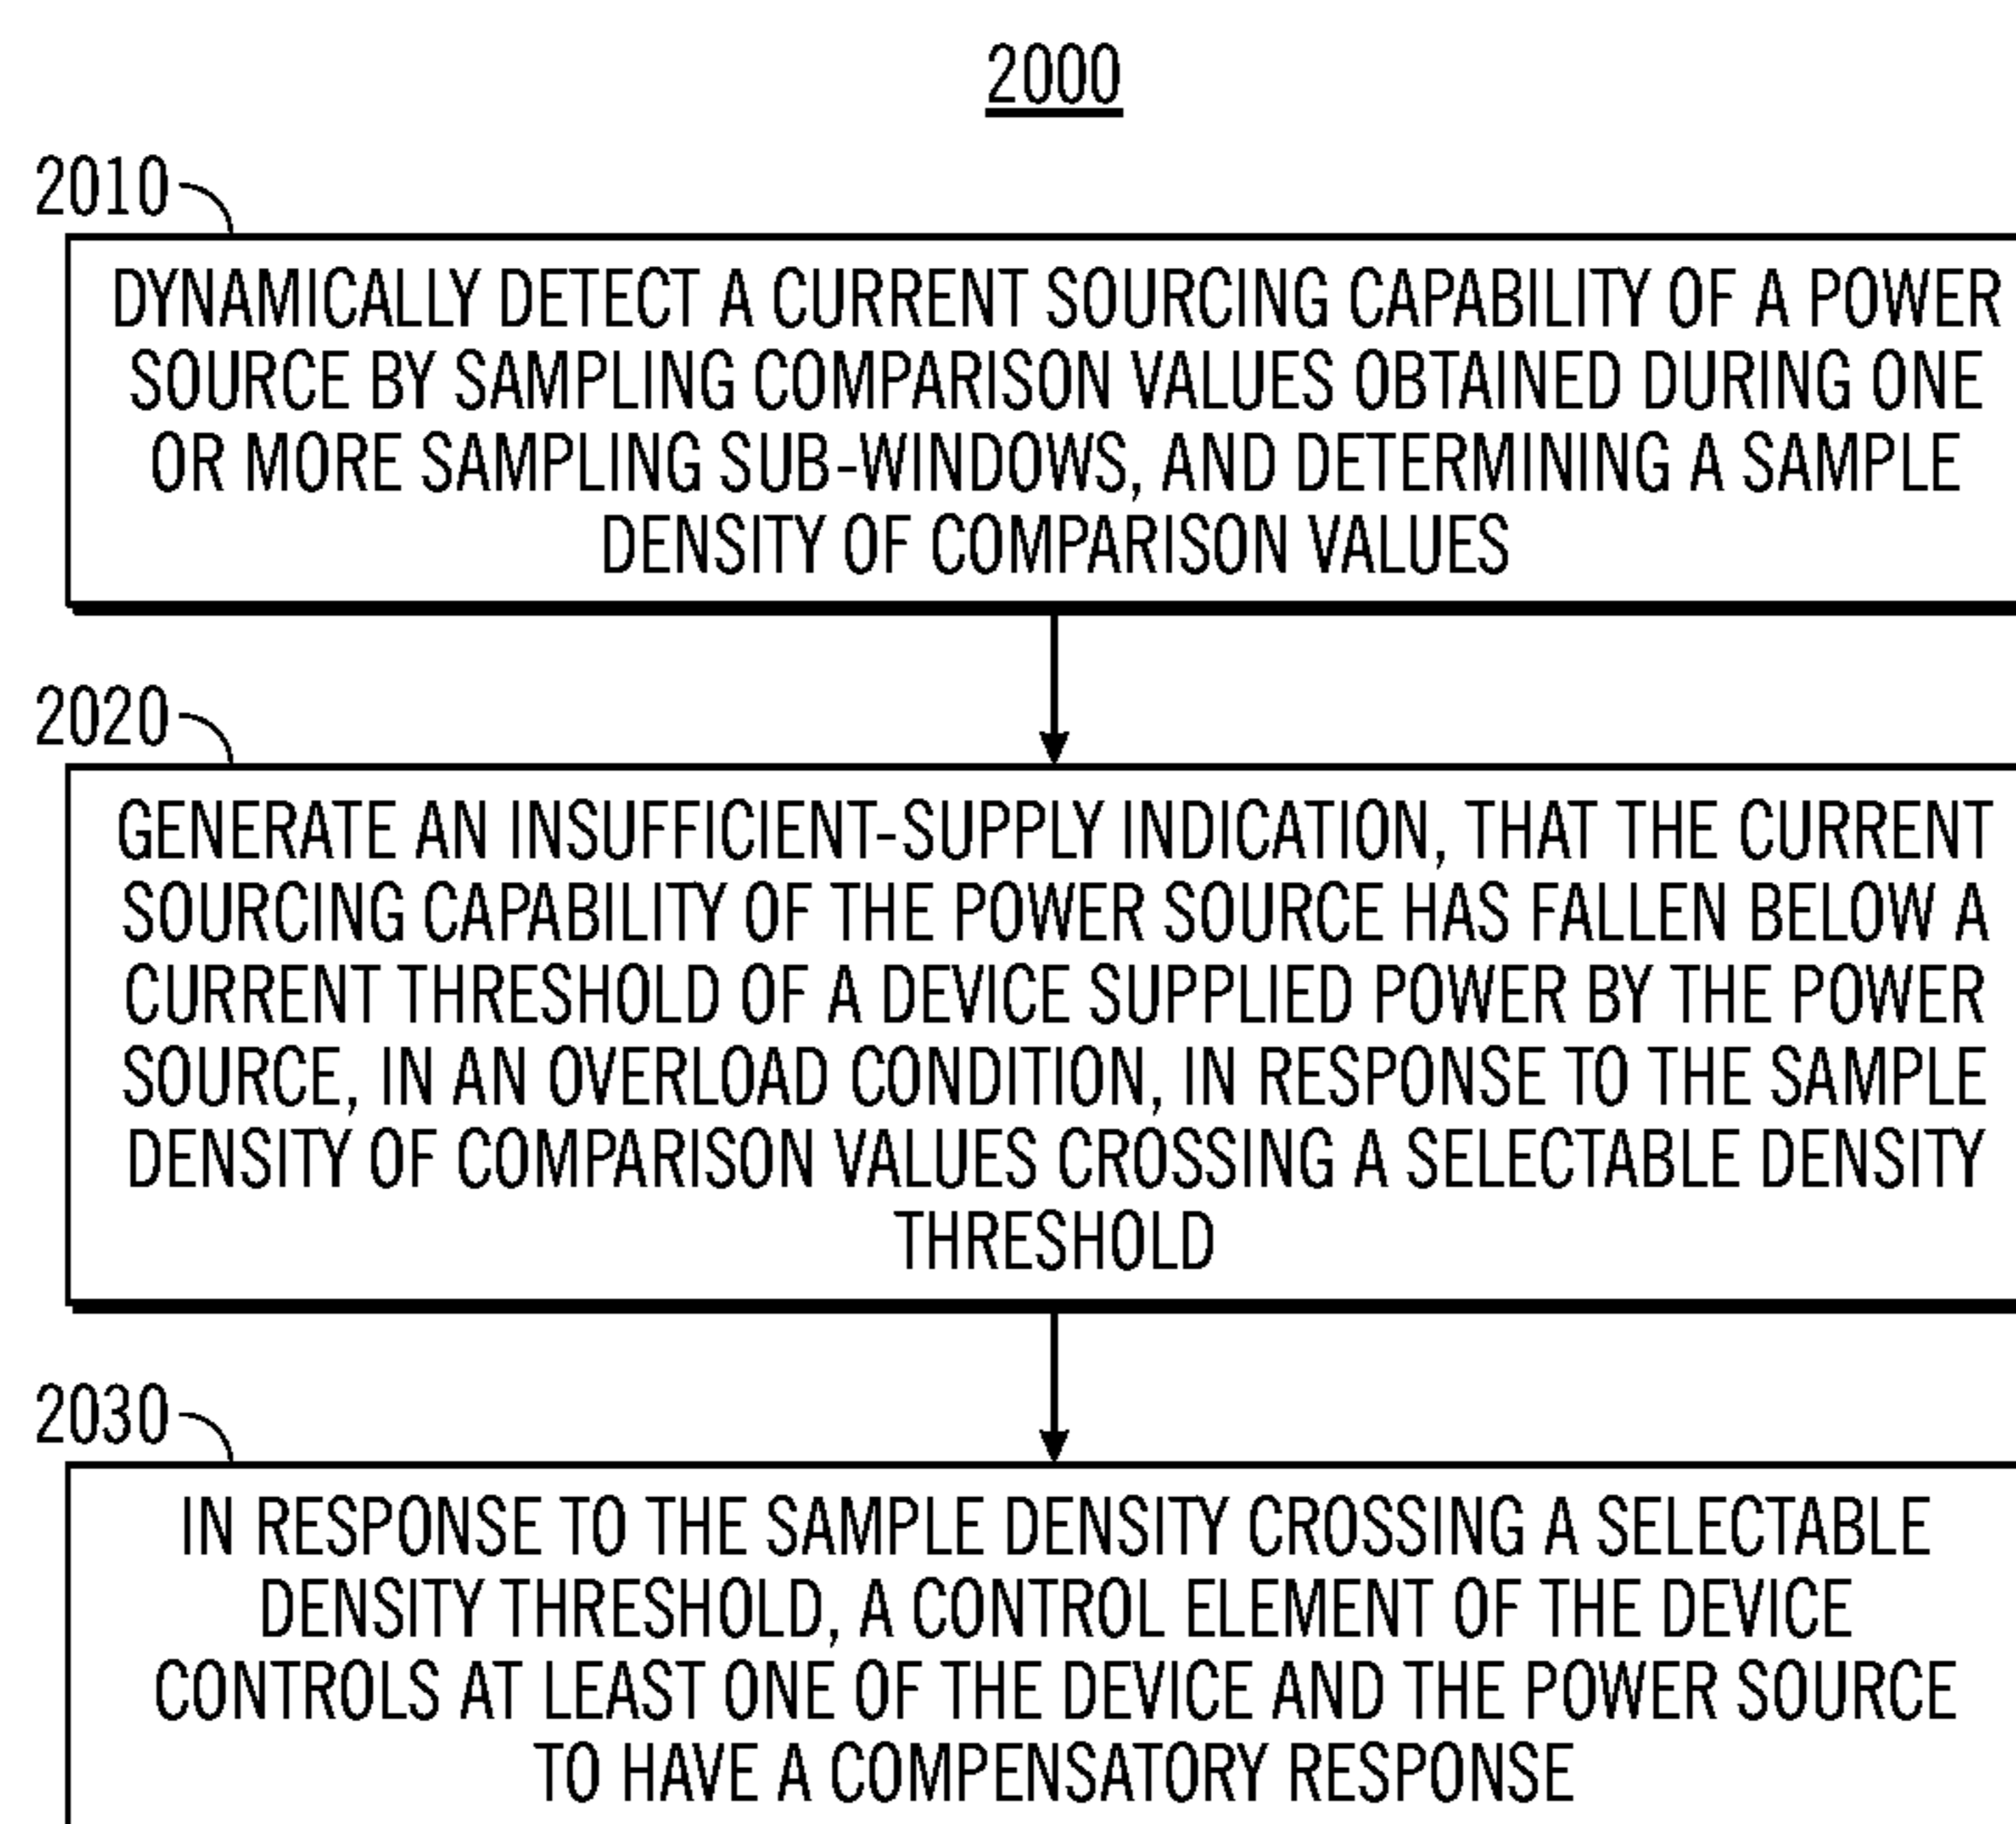 2000
2010
DYNAMICALLY DETECT A CURRENT SOURCING CAPABILITY OF A POWER
SOURCE BY SAMPLING COMPARISON VALUES OBTAINED DURING ONE
OR MORE SAMPLING SUB-WINDOWS, AND DETERMINING A SAMPLE
DENSITY OF COMPARISON VALUES
2020
GENERATE AN INSUFFICIENT-SUPPLY INDICATION, THAT THE CURRENT
SOURCING CAPABILITY OF THE POWER SOURCE HAS FALLEN BELOW A
CURRENT THRESHOLD OF A DEVICE SUPPLIED POWER BY THE POWER
SOURCE, IN AN OVERLOAD CONDITION, IN RESPONSE TO THE SAMPLE
DENSITY OF COMPARISON VALUES CROSSING A SELECTABLE DENSITY
THRESHOLD
2030
IN RESPONSE TO THE SAMPLE DENSITY CROSSING A SELECTABLE
DENSITY THRESHOLD, A CONTROL ELEMENT OF THE DEVICE
CONTROLS AT LEAST ONE OF THE DEVICE AND THE POWER SOURCE
TO HAVE A COMPENSATORY RESPONSE